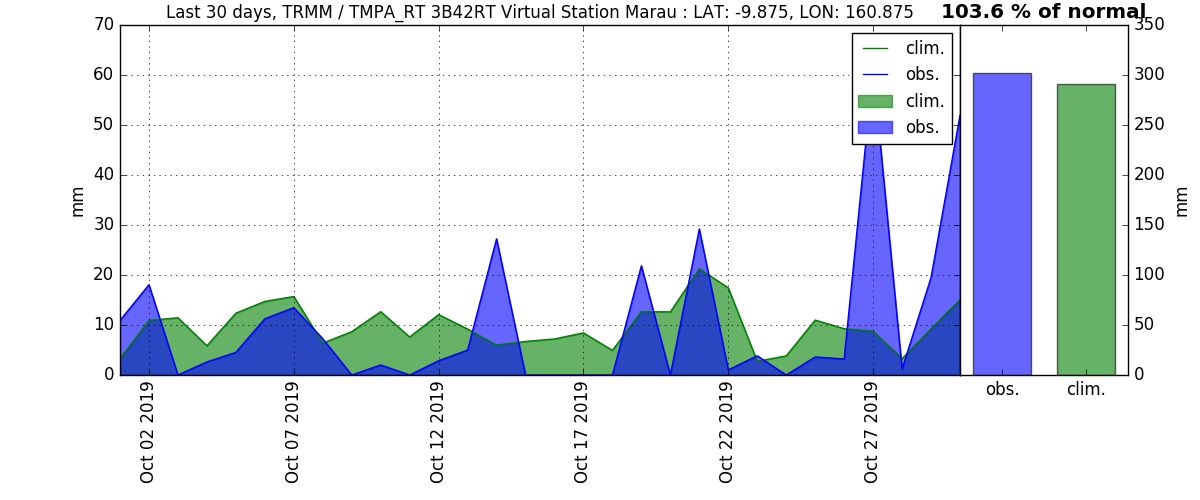 Last 30 days, TRMM / TMPA_RT 3B42RT Virtual Station Marau : LAT: -9.875, LON: 160.875
103.6 % of normal
70
60
50
40
30
20
10
0
mm
clim.
obs.
clim.
obs.
350
300
250
200
150
100
50
0
mm
obs.
clim.
Oct 02 2019
Oct 07 2019
Oct 12 2019
Oct 17 2019
Oct 22 2019
Oct 27 2019